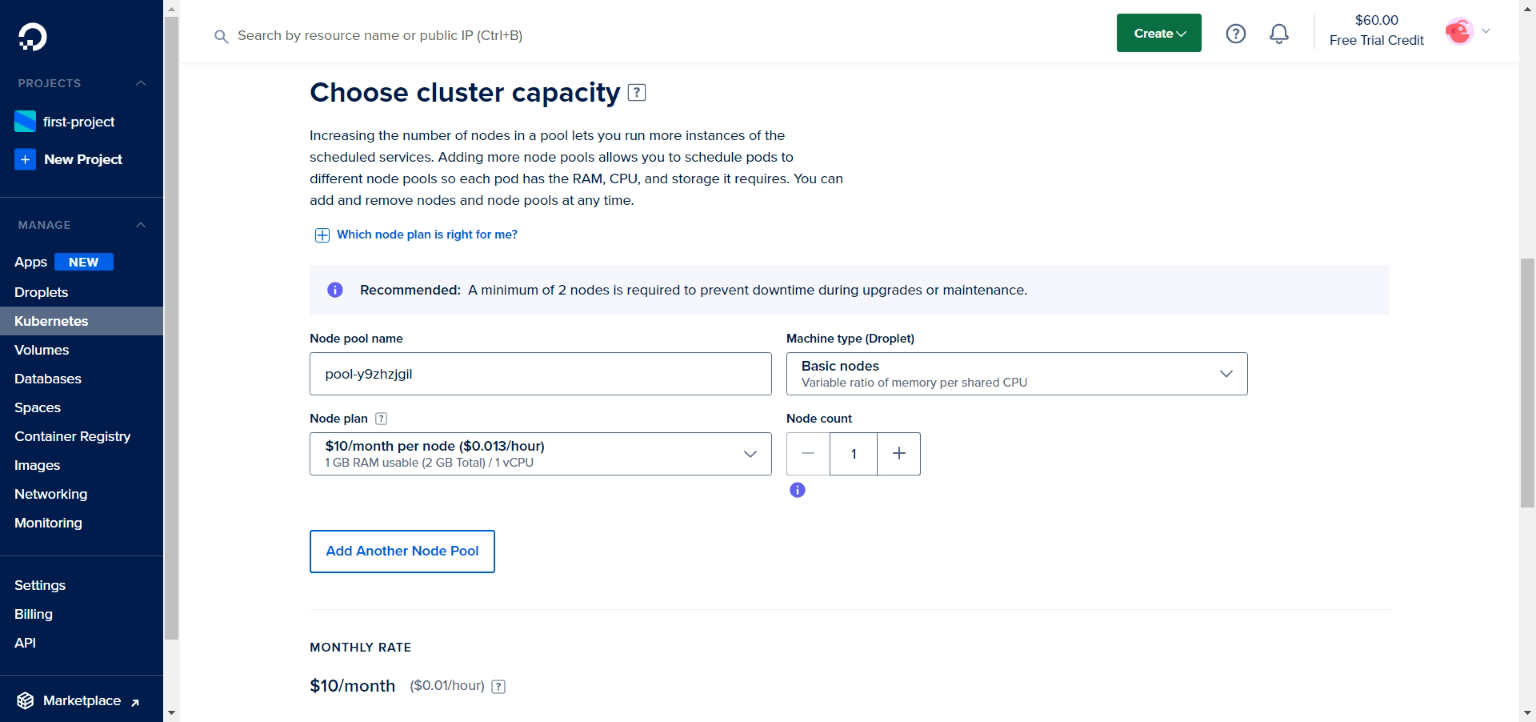 Search by resource name or public IP (Ctrl+B)
Create
?
$60.00
Free Trial Credit
PROJECTS
first-project
+ New Project
MANAGE
Apps NEW
Droplets
Kubernetes
Volumes
Databases
Spaces
Container Registry
Images
Networking
Monitoring
Settings
Billing
API
Marketplace
Choose cluster capacity ?
Increasing the number of nodes in a pool lets you run more instances of the
scheduled services. Adding more node pools allows you to schedule pods to
different node pools so each pod has the RAM, CPU, and storage it requires. You can
add and remove nodes and node pools at any time.
Which node plan is right for me?
i Recommended: A minimum of 2 nodes is required to prevent downtime during upgrades or maintenance.
Node pool name
pool-y9zhzjgil
Machine type (Droplet)
Basic nodes
Variable ratio of memory per shared CPU
Node plan ?
$10/month per node ($0.013/hour)
1 GB RAM usable (2 GB Total) / 1 vCPU
Node count
− 1 +
i
Add Another Node Pool
MONTHLY RATE
$10/month ($0.01/hour) ?